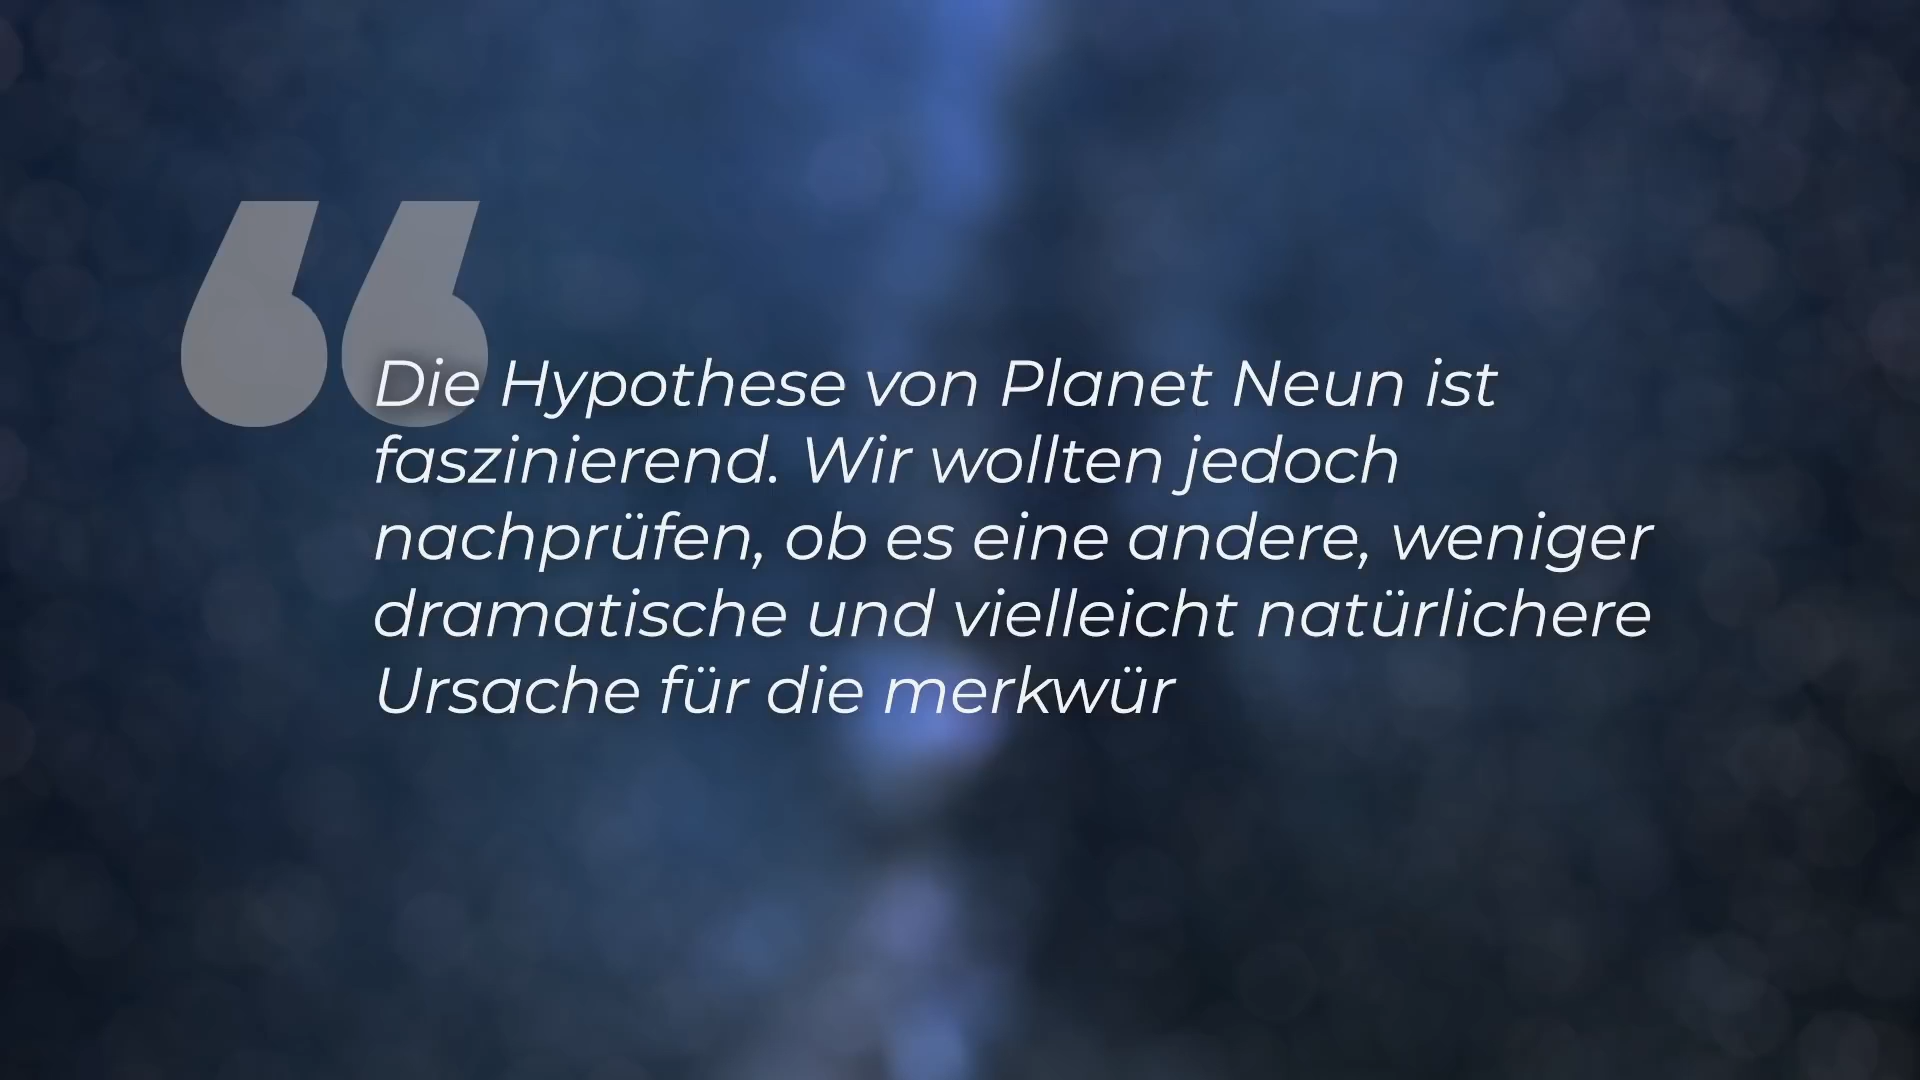 Die Hypothese von Planet Neun ist
faszinierend. Wir wollten jedoch
nachprüfen, ob es eine andere, weniger
dramatische und vielleicht natürlichere
Ursache für die merkwür